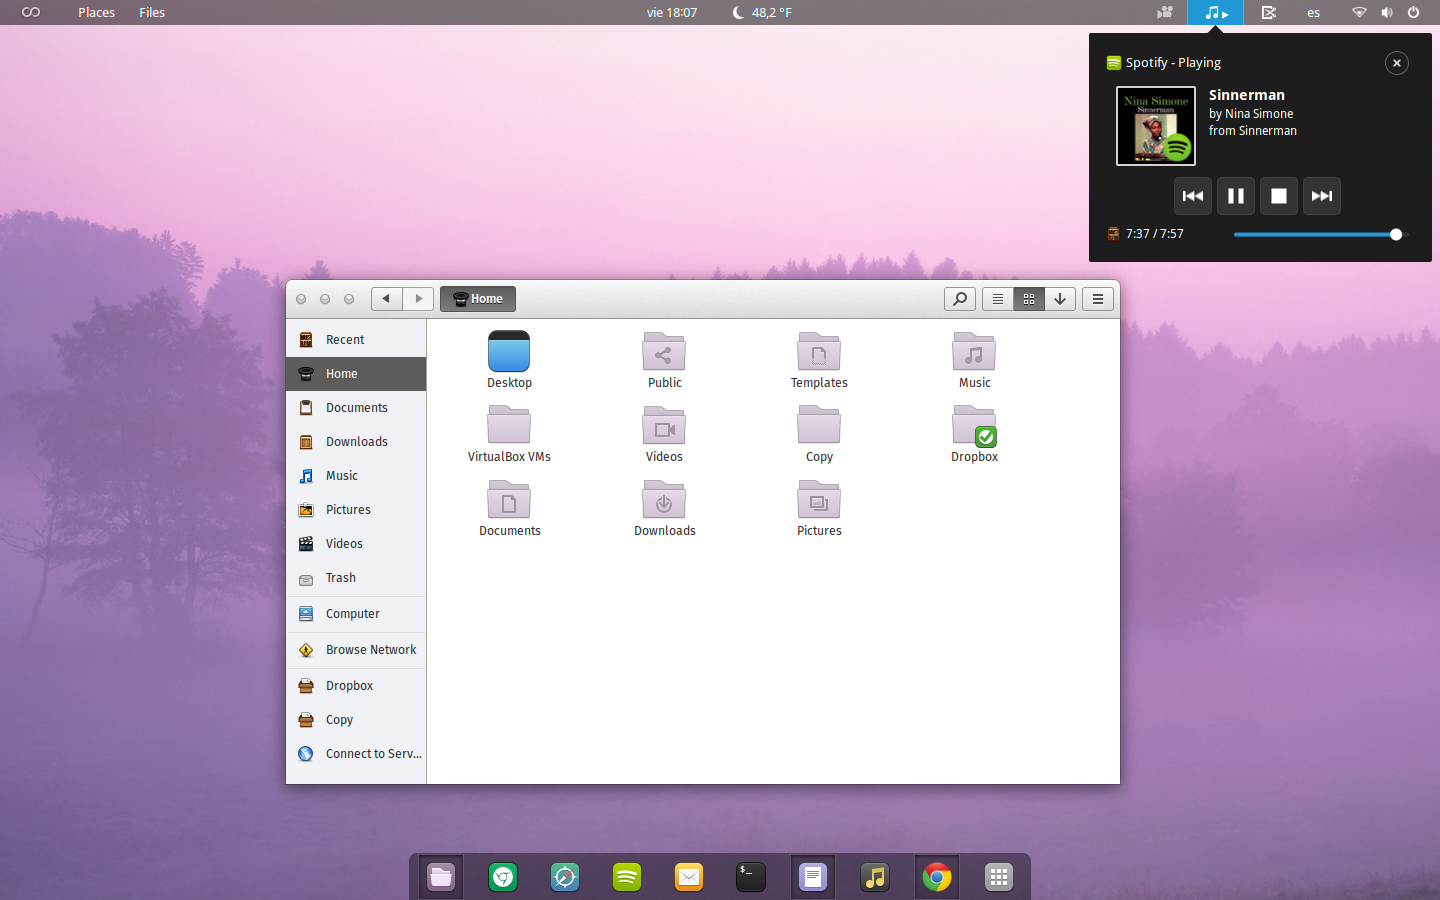 Places Files vie 18:07 48,2 °F es
Spotify - Playing
Nina Simone
Sinnerman
Sinnerman
by Nina Simone
from Sinnerman
7:37 / 7:57
Home
Recent
Home
Documents
Downloads
Music
Pictures
Videos
Trash
Computer
Browse Network
Dropbox
Copy
Connect to Serv...
Desktop Public Templates Music
VirtualBox VMs Videos Copy Dropbox
Documents Downloads Pictures
$_